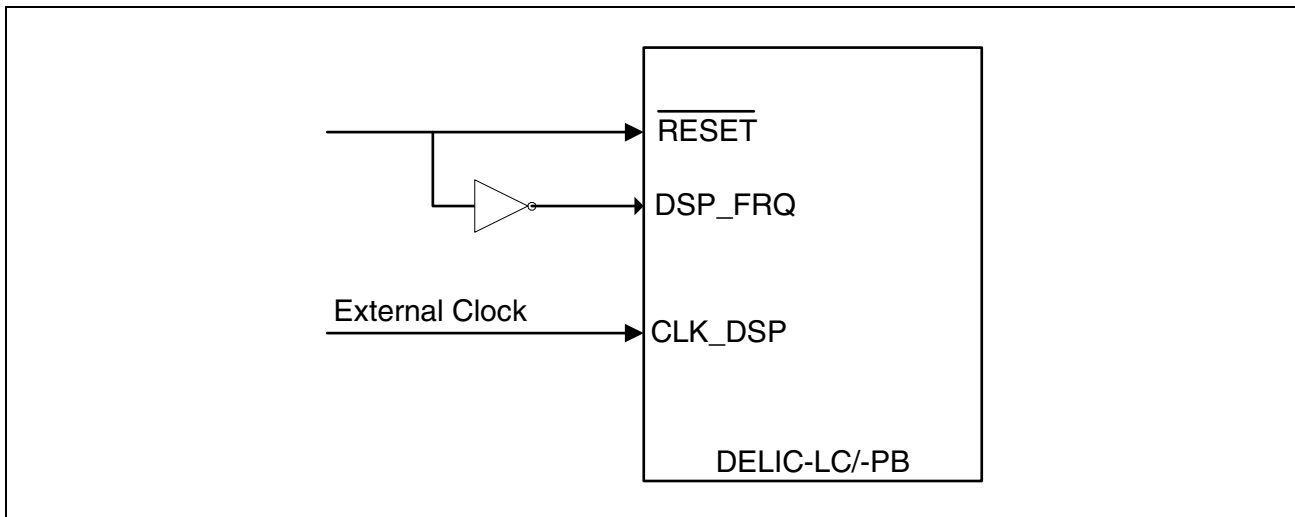 RESET
DSP_FRQ
External Clock
CLK_DSP
DELIC-LC/-PB